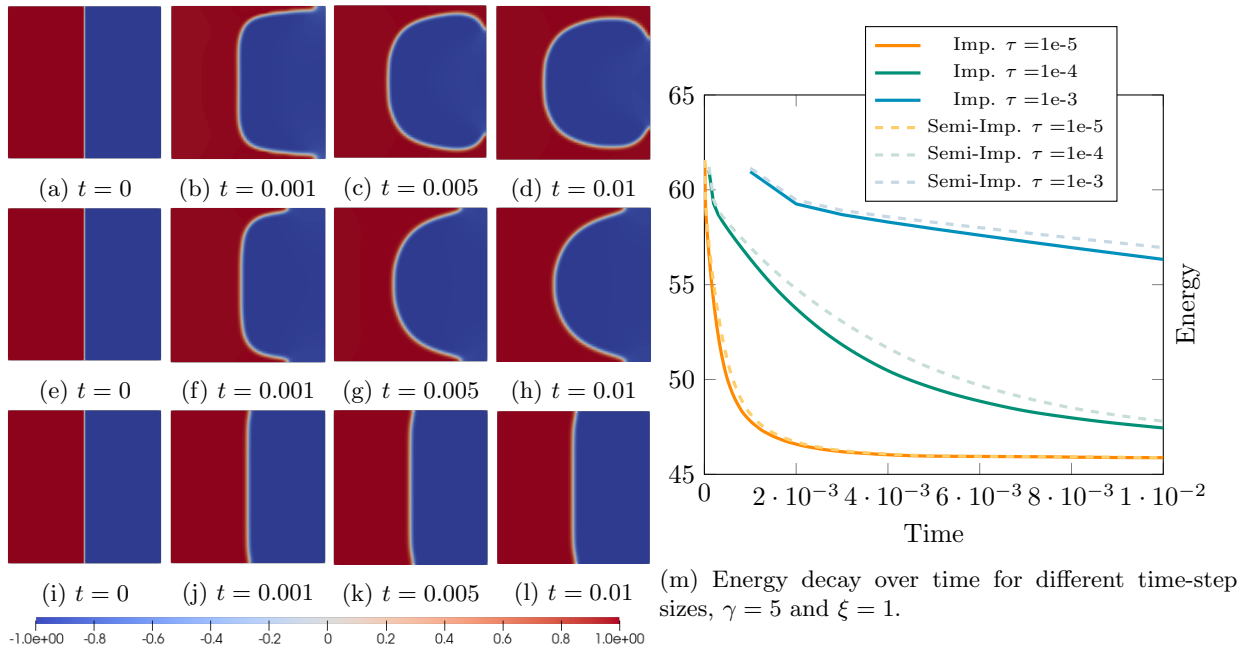 (a) t = 0 (b) t = 0.001 (c) t = 0.005 (d) t = 0.01
(e) t = 0 (f) t = 0.001 (g) t = 0.005 (h) t = 0.01
(i) t = 0 (j) t = 0.001 (k) t = 0.005 (l) t = 0.01
-1.0e+00 -0.8 -0.6 -0.4 -0.2 0 0.2 0.4 0.6 0.8 1.0e+00
Imp. τ =1e-5
Imp. τ =1e-4
Imp. τ =1e-3
Semi-Imp. τ =1e-5
Semi-Imp. τ =1e-4
Semi-Imp. τ =1e-3
65
60
55
50
45
0 2 · 10⁻³ 4 · 10⁻³ 6 · 10⁻³ 8 · 10⁻³ 1 · 10⁻²
Time
Energy
(m) Energy decay over time for different time-step
sizes, γ = 5 and ξ = 1.